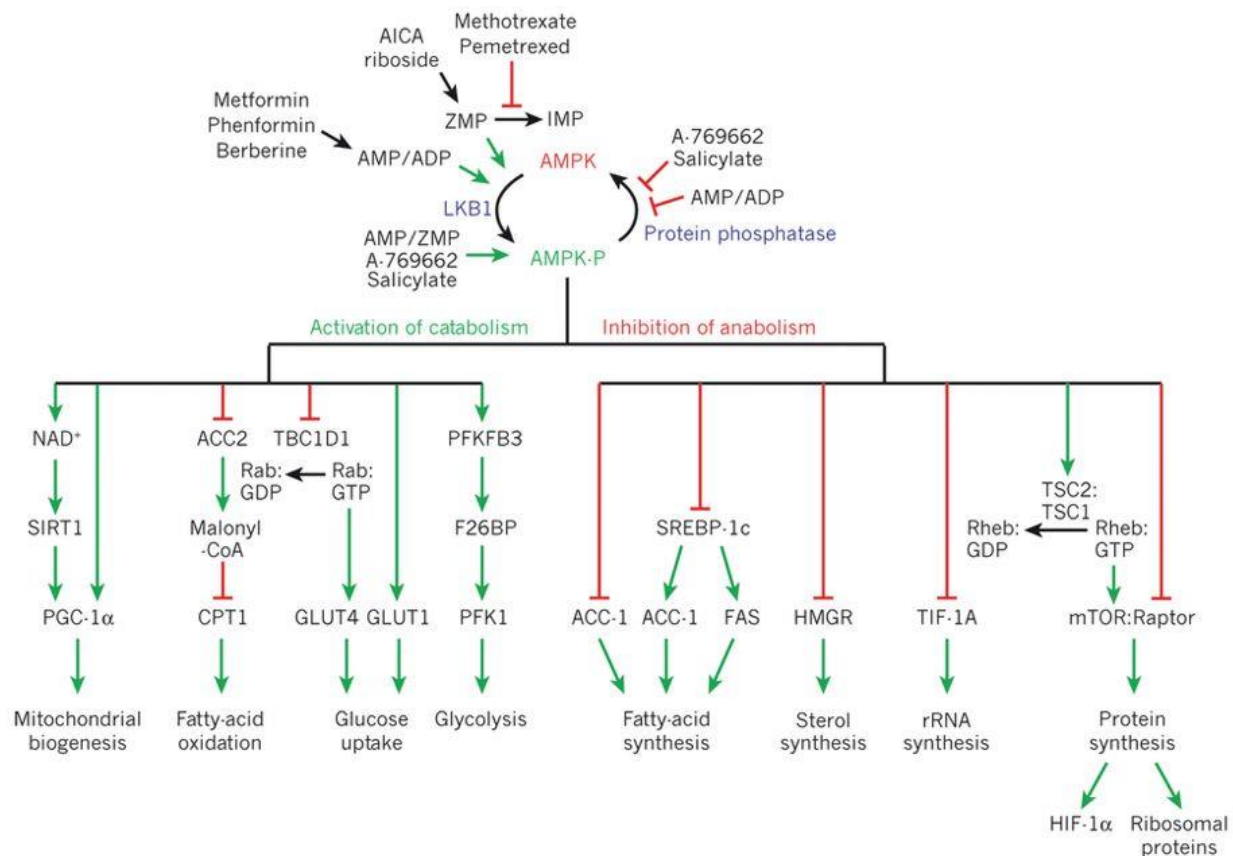 Methotrexate
Pemetrexed
AICA
riboside
Metformin
Phenformin
Berberine
ZMP
IMP
AMP/ADP
AMPK
A-769662
Salicylate
AMP/ADP
LKB1
Protein phosphatase
AMP/ZMP
A-769662
Salicylate
AMPK-P
Activation of catabolism
Inhibition of anabolism
NAD+
ACC2
TBC1D1
PFKFB3
Rab:
GDP
Rab:
GTP
TSC2:
TSC1
SIRT1
Malonyl
-CoA
F26BP
SREBP-1c
Rheb:
GDP
Rheb:
GTP
PGC-1α
CPT1
GLUT4
GLUT1
PFK1
ACC-1
ACC-1
FAS
HMGR
TIF-1A
mTOR:Raptor
Mitochondrial
biogenesis
Fatty-acid
oxidation
Glucose
uptake
Glycolysis
Fatty-acid
synthesis
Sterol
synthesis
rRNA
synthesis
Protein
synthesis
HIF-1α
Ribosomal
proteins